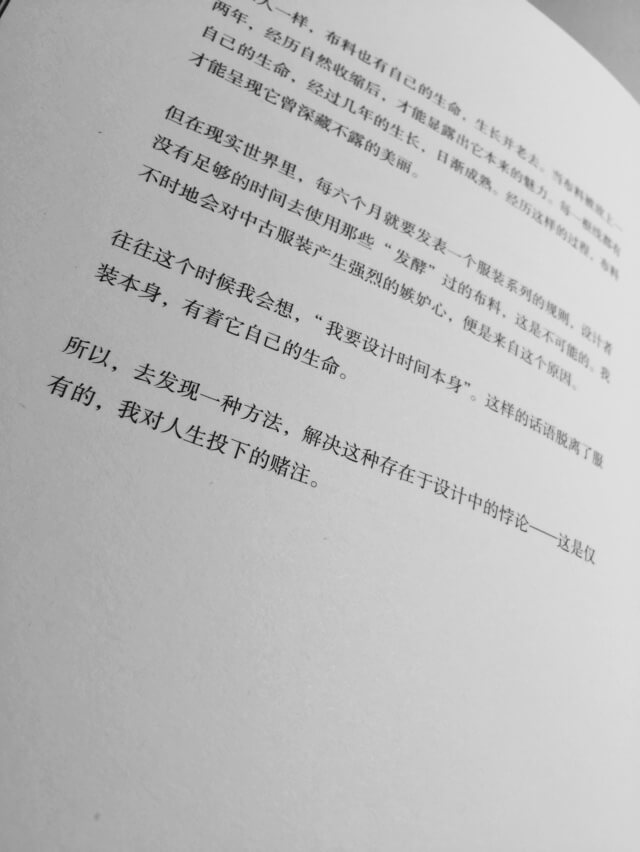 人一样，布料也有自己的生命，生长并老去。当布料被放上一
两年，经历自然收缩后，才能显露出它本来的魅力。每一根线都有
自己的生命，经过几年的生长，日渐成熟。经历这样的过程，布料
才能呈现它曾深藏不露的美丽。
但在现实世界里，每六个月就要发表一个服装系列的规则，设计者
没有足够的时间去使用那些“发酵”过的布料，这是不可能的。我
不时地会对中古服装产生强烈的嫉妒心，便是来自这个原因。
往往这个时候我会想，“我要设计时间本身”。这样的话语脱离了服
装本身，有着它自己的生命。
所以，去发现一种方法，解决这种存在于设计中的悖论——这是仅
有的，我对人生投下的赌注。